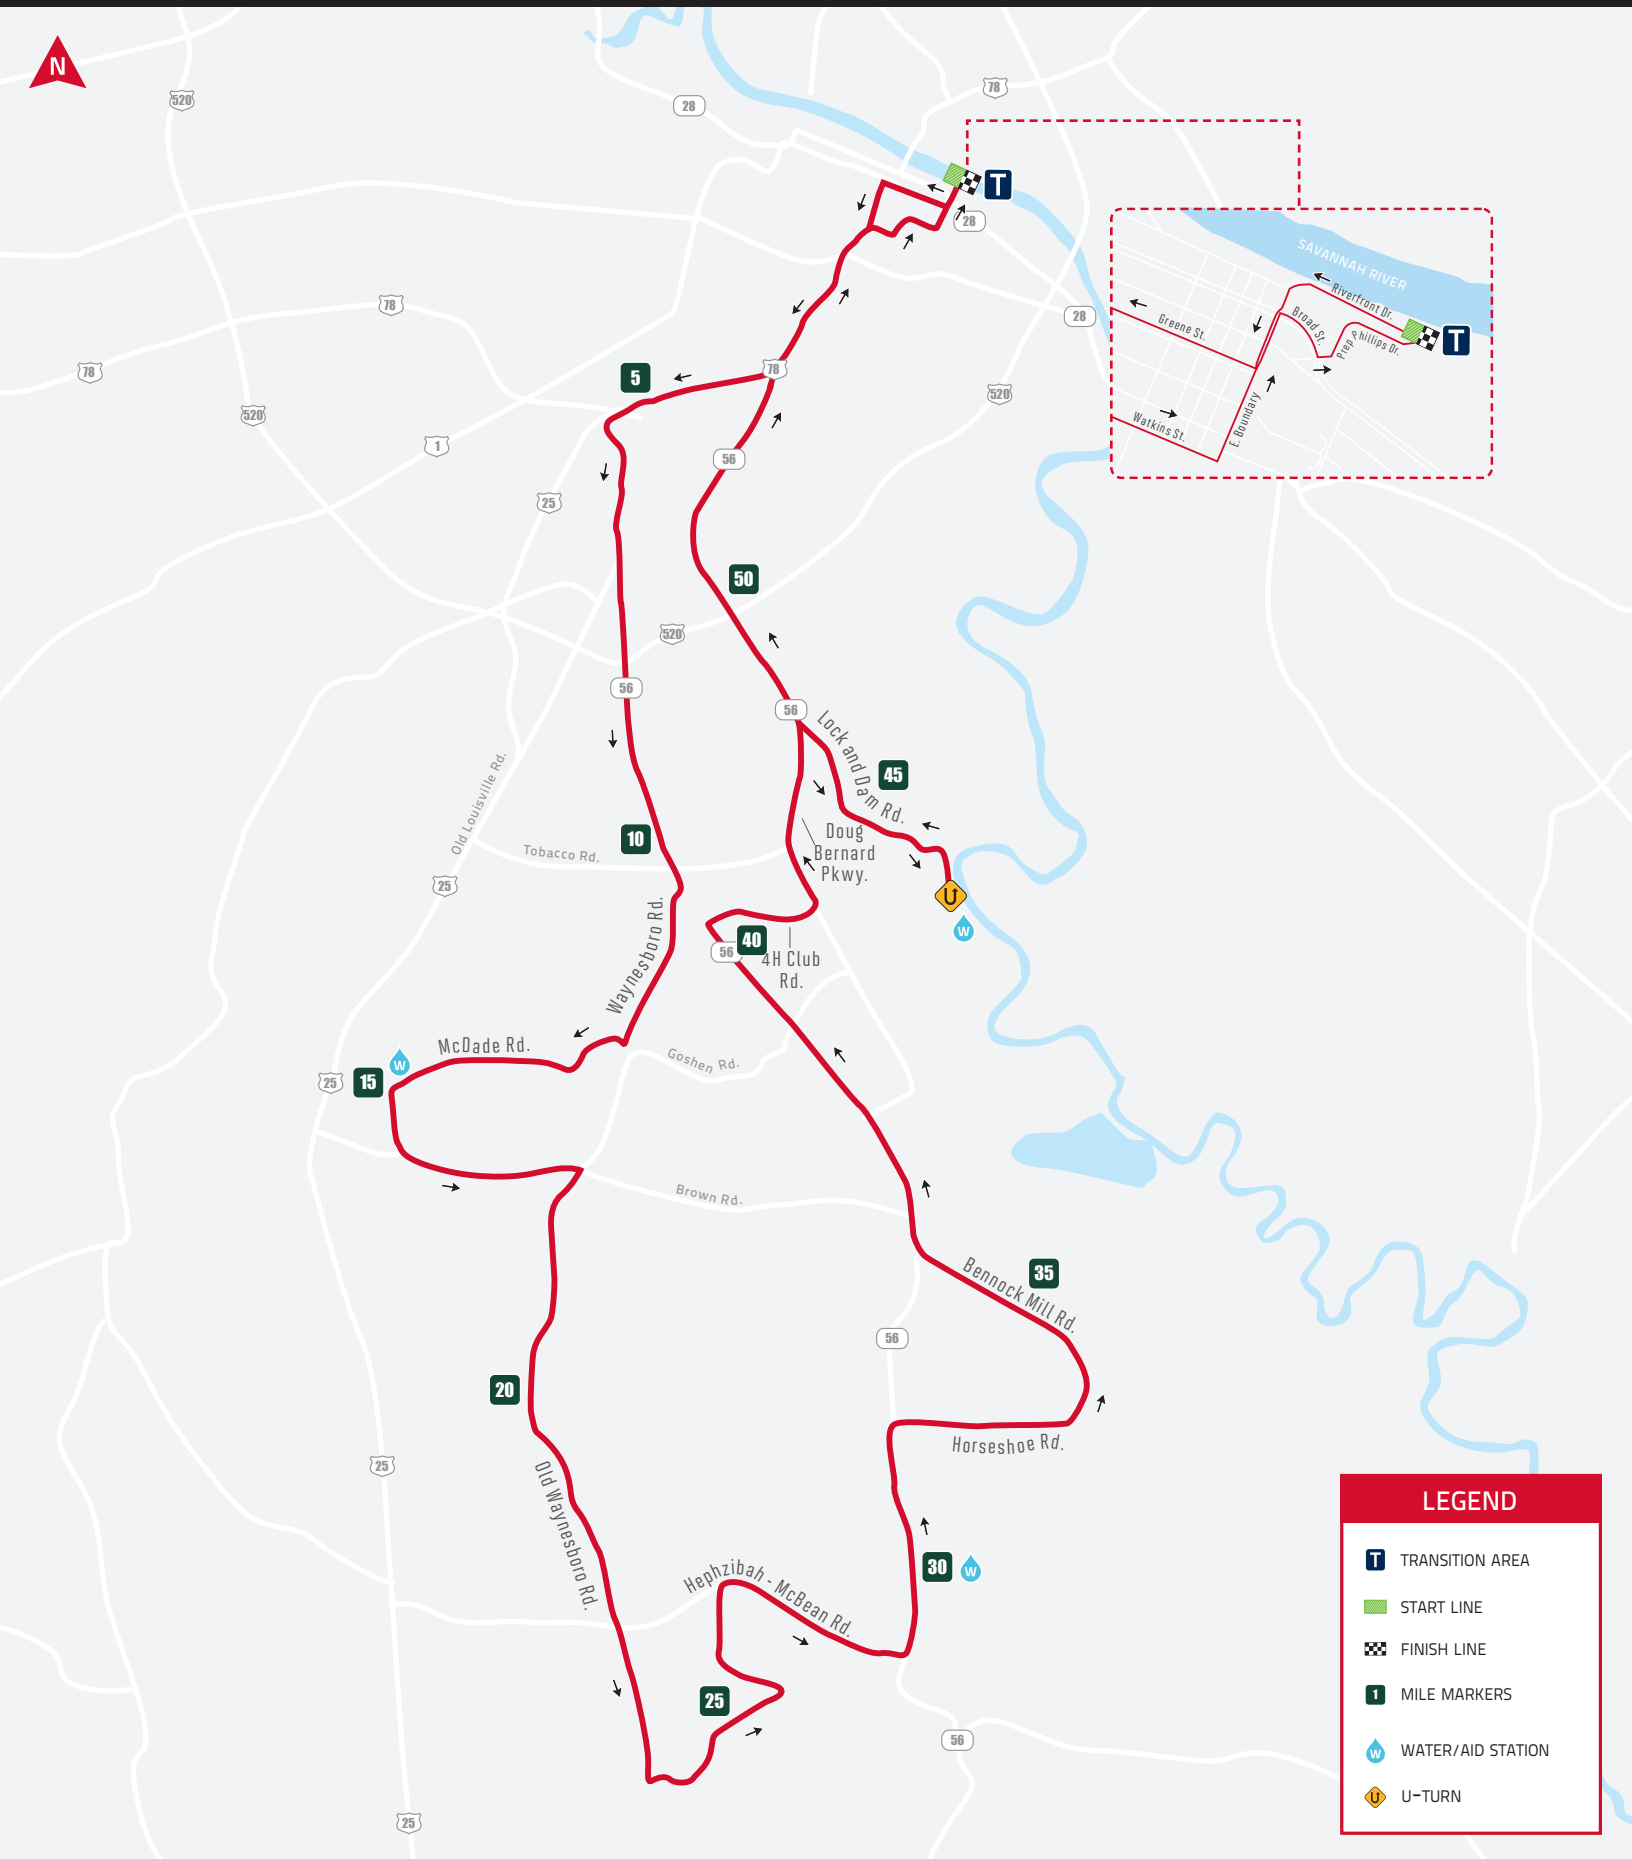 N
520
28
78
T
28
SAVANNAH RIVER
Riverfront Dr.
Greene St.
Broad St.
Prep Phillips Dr.
T
Watkins St.
E. Boundary
78
28
78
78
5
520
520
1
56
25
50
520
56
56
Lock and Dam Rd.
45
Old Louisville Rd.
10
Tobacco Rd.
Doug
Bernard
Pkwy.
25
U
W
Waynesboro Rd.
56
40
4H Club
Rd.
McDade Rd.
W
15
25
Goshen Rd.
Brown Rd.
Bennock Mill Rd.
35
56
20
Horseshoe Rd.
25
Old Waynesboro Rd.
30
W
Hephzibah - McBean Rd.
25
56
25
LEGEND
T TRANSITION AREA
START LINE
FINISH LINE
1 MILE MARKERS
W WATER/AID STATION
U U-TURN